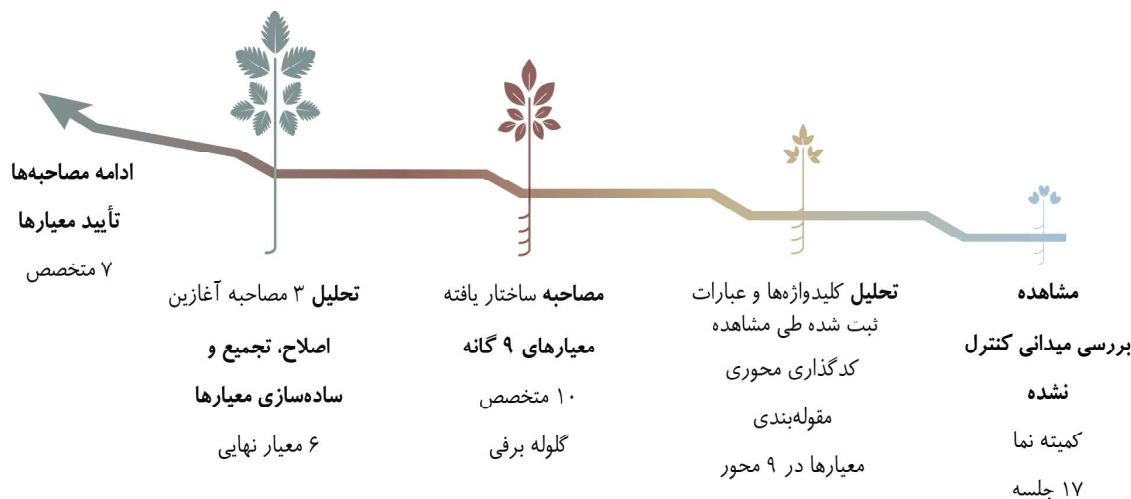 مشاهده
بررسی میدانی کنترل
نشده
کمیته نما
۱۷ جلسه
تحلیل کلیدواژه‌ها و عبارات
ثبت شده طی مشاهده
کدگذاری محوری
مقوله‌بندی
معیارها در ۹ محور
مصاحبه ساختار یافته
معیارهای ۹ گانه
۱۰ متخصص
گلوله برفی
تحلیل ۳ مصاحبه آغازین
اصلاح، تجمیع و
ساده‌سازی معیارها
۶ معیار نهایی
ادامه مصاحبه‌ها
تأیید معیارها
۷ متخصص